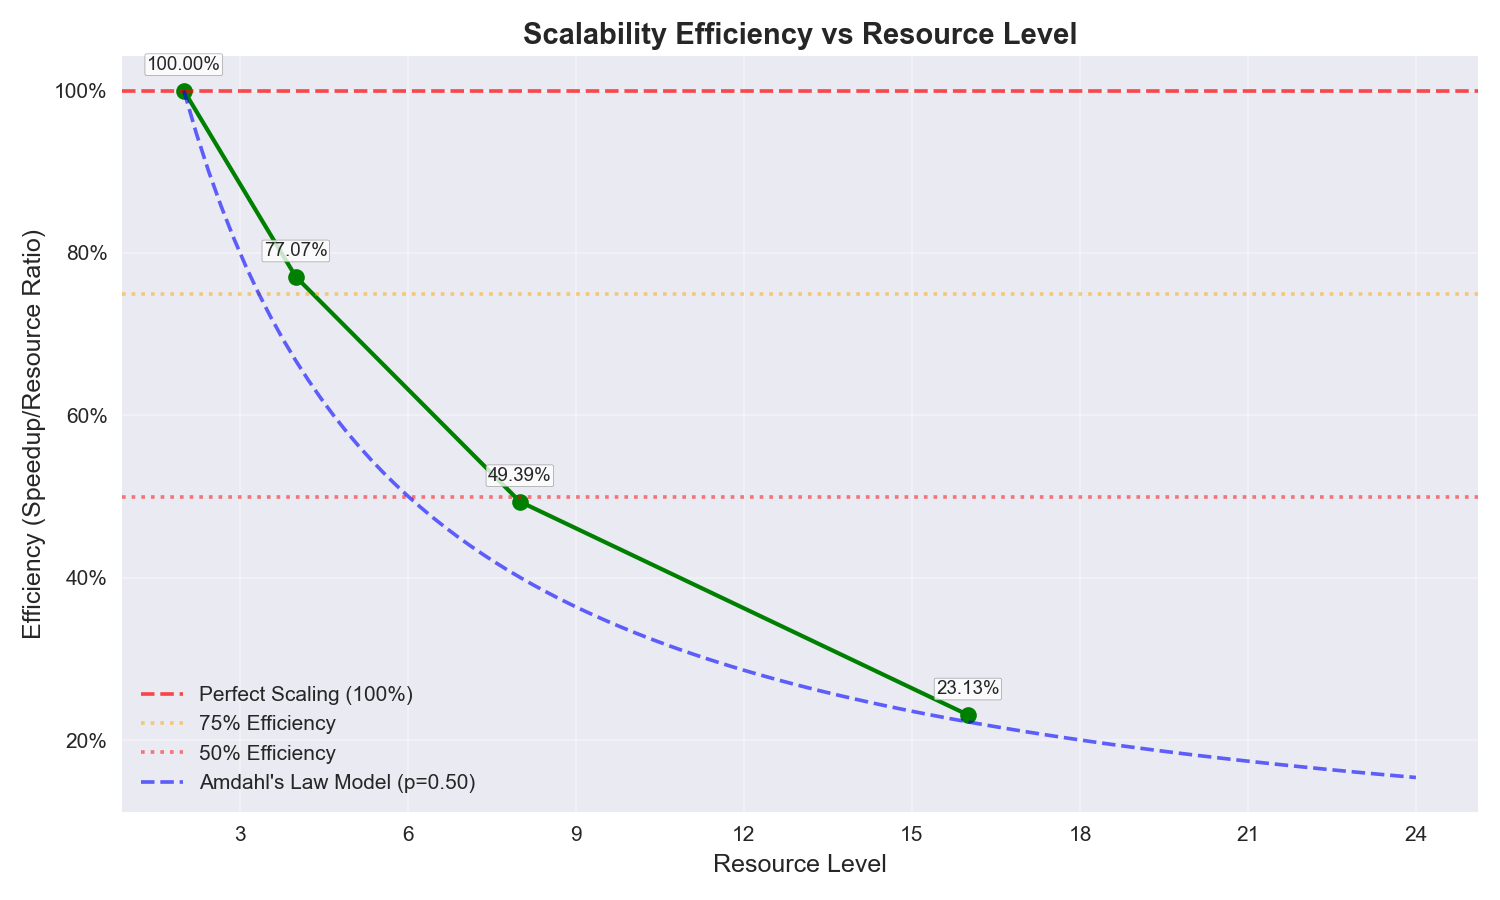 Scalability Efficiency vs Resource Level
100.00%
100%
77.07%
80%
60%
49.39%
40%
23.13%
20%
Efficiency (Speedup/Resource Ratio)
Perfect Scaling (100%)
75% Efficiency
50% Efficiency
Amdahl's Law Model (p=0.50)
3 6 9 12 15 18 21 24
Resource Level